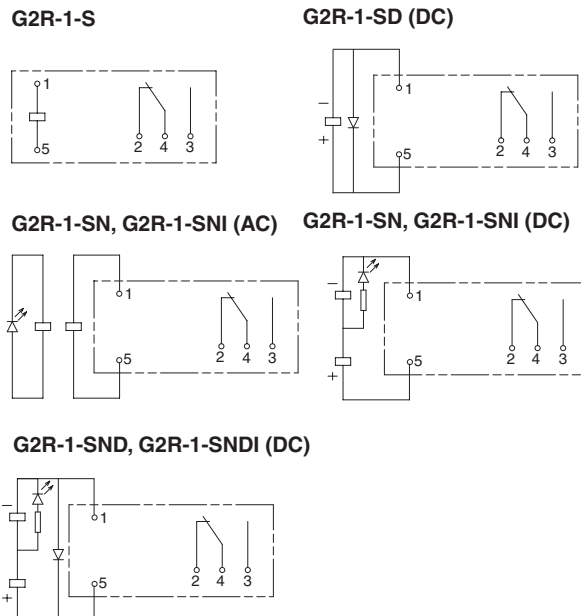 G2R-1-S
G2R-1-SD (DC)
1
5
2 4 3
−
+
1
5
2 4 3
G2R-1-SN, G2R-1-SNI (AC)
G2R-1-SN, G2R-1-SNI (DC)
1
5
2 4 3
−
+
1
5
2 4 3
G2R-1-SND, G2R-1-SNDI (DC)
−
+
1
5
2 4 3